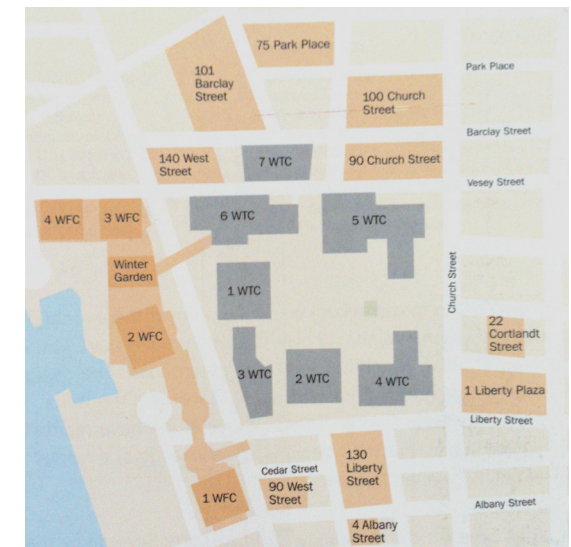 75 Park Place
101
Barclay
Street
Park Place
100 Church
Street
Barclay Street
140 West
Street
7 WTC
90 Church Street
Vesey Street
4 WFC
3 WFC
6 WTC
5 WTC
Winter
Garden
Church Street
1 WTC
2 WFC
22
Cortlandt
Street
3 WTC
2 WTC
4 WTC
1 Liberty Plaza
Liberty Street
130
Liberty
Street
Cedar Street
90 West
Street
1 WFC
Albany Street
4 Albany
Street